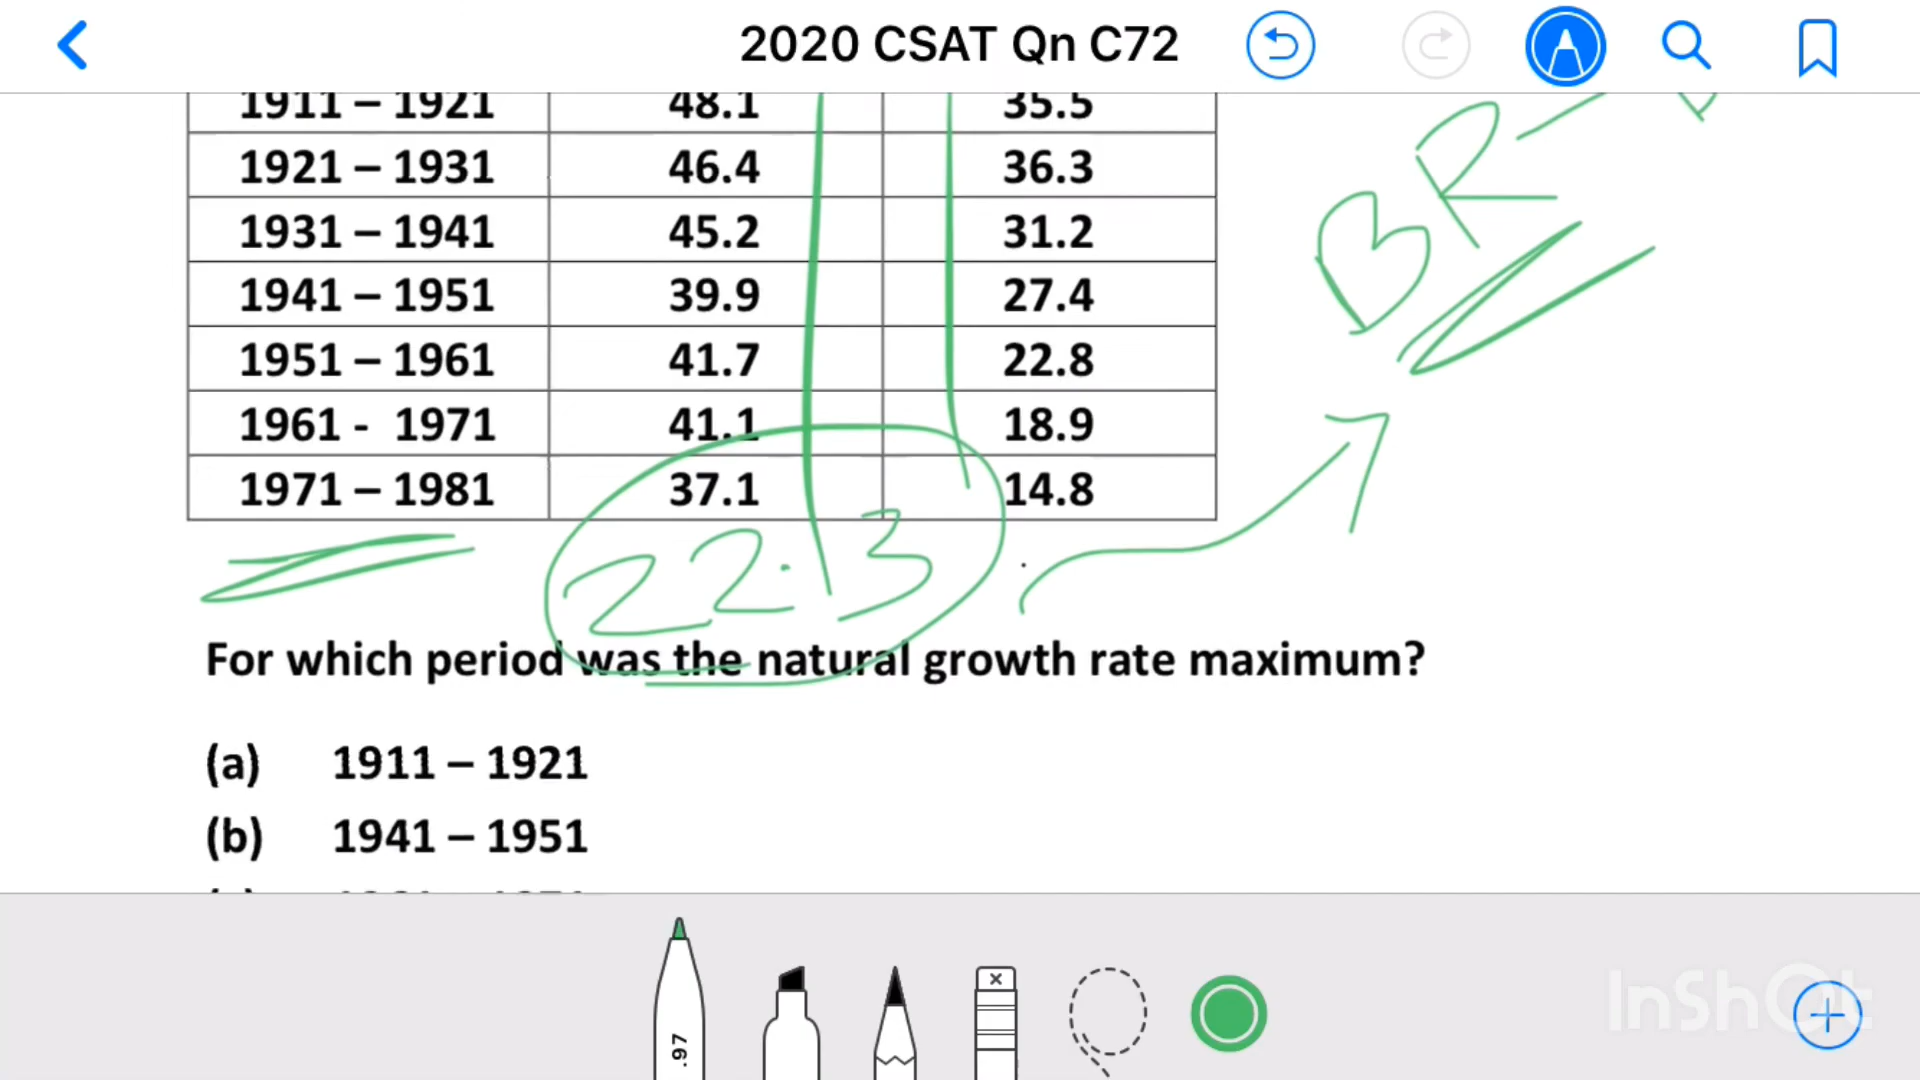 2020 CSAT Qn C72
1911 – 1921 48.1 35.5
BR –
1921 – 1931 46.4 36.3
1931 – 1941 45.2 31.2
1941 – 1951 39.9 27.4
1951 – 1961 41.7 22.8
1961 - 1971 41.1 18.9
1971 – 1981 37.1 14.8
22.3
For which period was the natural growth rate maximum?
(a) 1911 – 1921
(b) 1941 – 1951
.97
InShOt